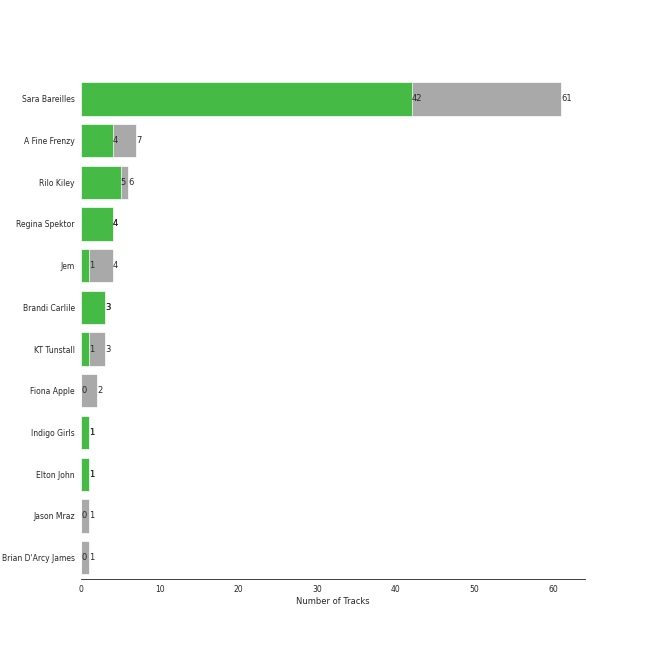 Sara Bareilles 42 61
A Fine Frenzy 4 7
Rilo Kiley 5 6
Regina Spektor 4
Jem 1 4
Brandi Carlile 3
KT Tunstall 1 3
Fiona Apple 0 2
Indigo Girls 1
Elton John 1
Jason Mraz 0 1
Brian D'Arcy James 0 1
0 10 20 30 40 50 60
Number of Tracks